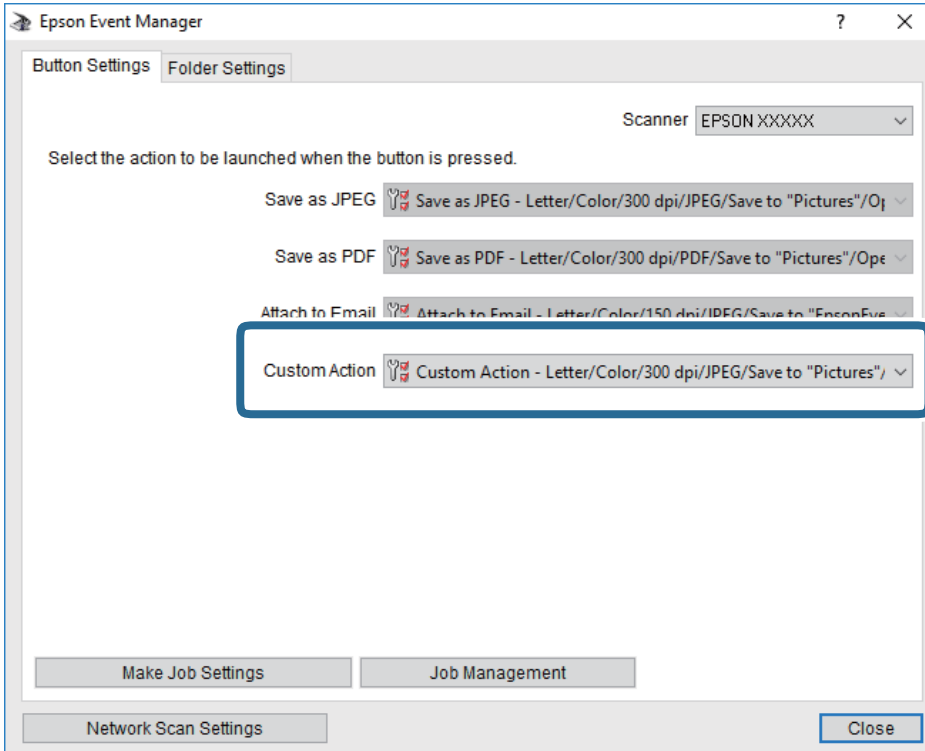 Epson Event Manager
Button Settings Folder Settings
Scanner EPSON XXXXX
Select the action to be launched when the button is pressed.
Save as JPEG Save as JPEG - Letter/Color/300 dpi/JPEG/Save to "Pictures"/Op
Save as PDF Save as PDF - Letter/Color/300 dpi/PDF/Save to "Pictures"/Ope
Attach to Email Attach to Email - Letter/Color/150 dpi/JPEG/Save to "EpsonEve
Custom Action Custom Action - Letter/Color/300 dpi/JPEG/Save to "Pictures"/
Make Job Settings Job Management
Network Scan Settings Close